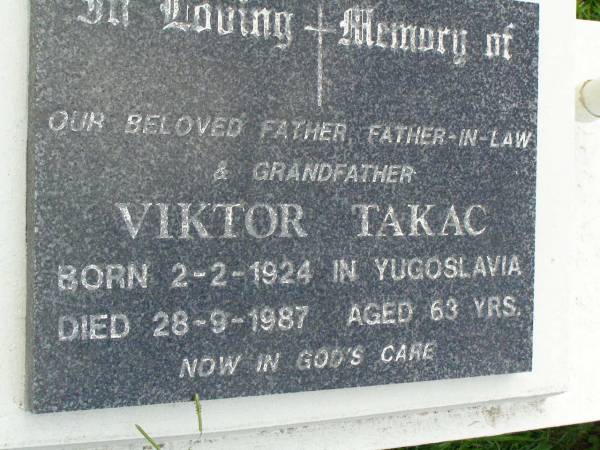 In Loving Memory of
OUR BELOVED FATHER, FATHER-IN-LAW
& GRANDFATHER
VIKTOR TAKAC
BORN 2-2-1924 IN YUGOSLAVIA
DIED 28-9-1987 AGED 63 YRS.
NOW IN GOD'S CARE